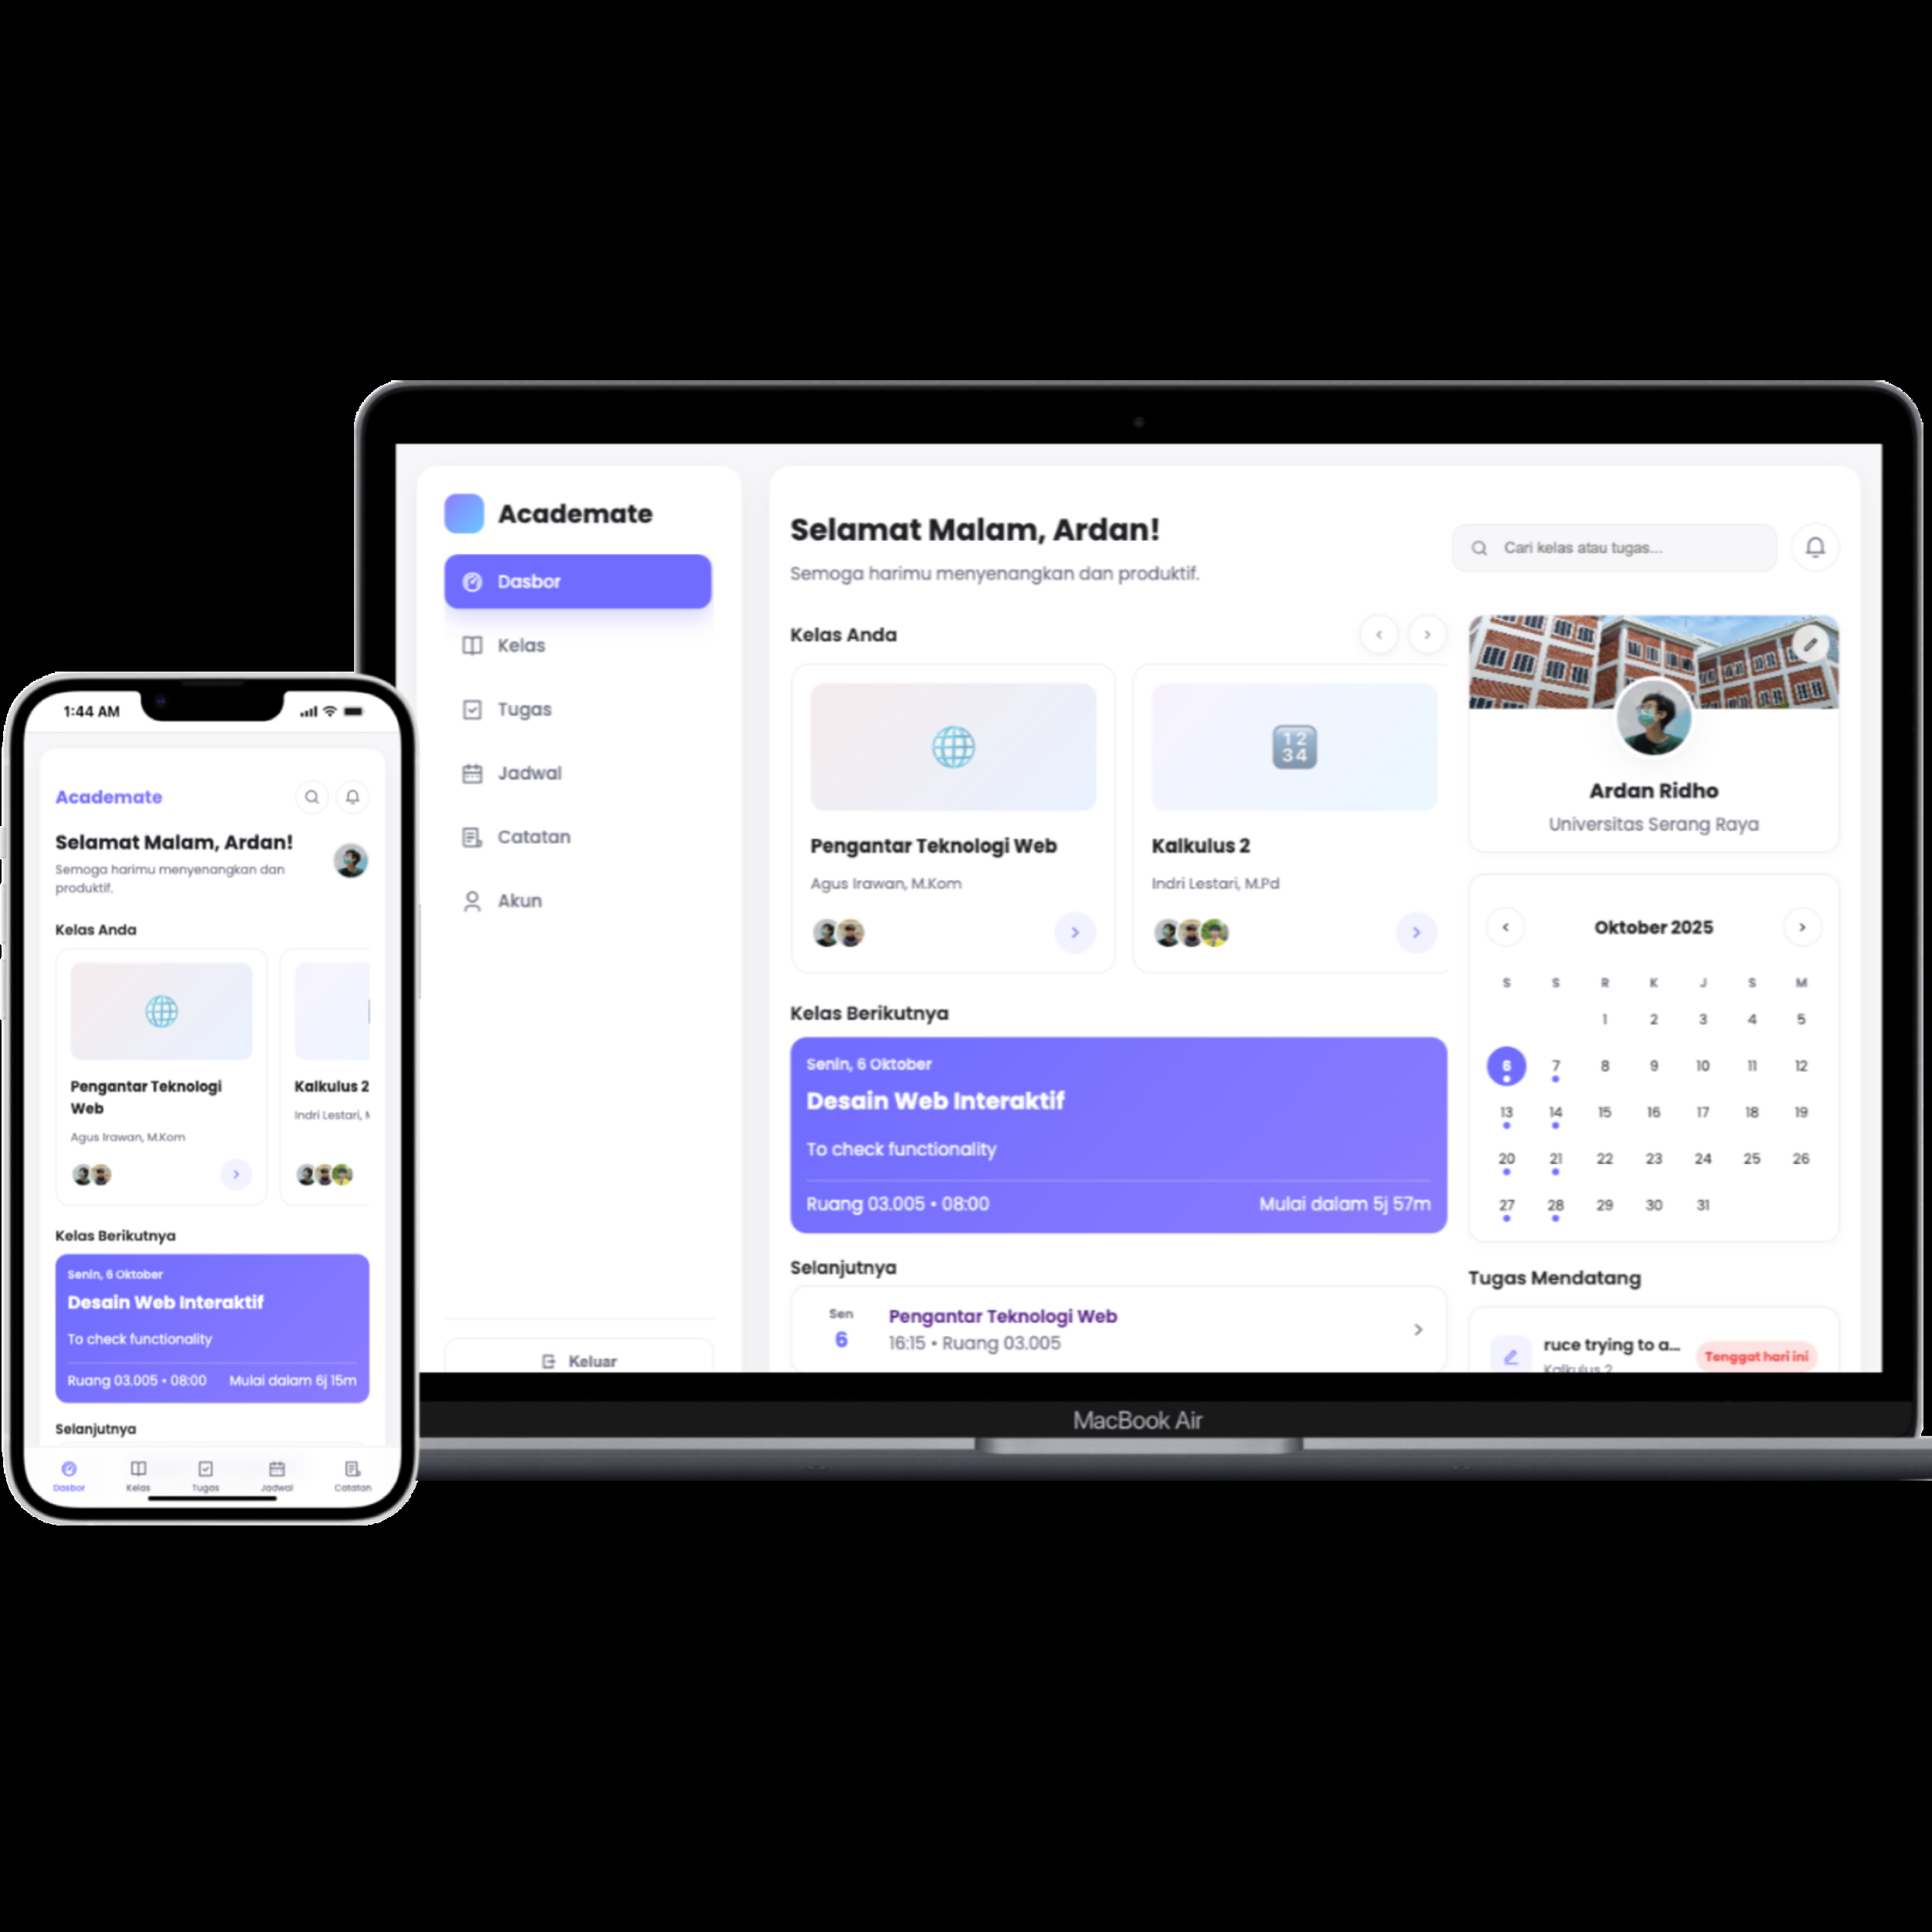 1:44 AM
Academate
Selamat Malam, Ardan!
Semoga harimu menyenangkan dan
produktif.
Kelas Anda
Pengantar Teknologi
Web
Agus Irawan, M.Kom
Kalkulus 2
Indri Lestari,
Kelas Berikutnya
Senin, 6 Oktober
Desain Web Interaktif
To check functionality
Ruang 03.005 • 08:00 Mulai dalam 6j 15m
Selanjutnya
Dasbor Kelas Tugas Jadwal Catatan
Academate
Dasbor
Kelas
Tugas
Jadwal
Catatan
Akun
Keluar
Selamat Malam, Ardan!
Semoga harimu menyenangkan dan produktif.
Cari kelas atau tugas...
Kelas Anda
12
34
Pengantar Teknologi Web
Agus Irawan, M.Kom
Kalkulus 2
Indri Lestari, M.Pd
Kelas Berikutnya
Senin, 6 Oktober
Desain Web Interaktif
To check functionality
Ruang 03.005 • 08:00 Mulai dalam 5j 57m
Selanjutnya
Sen
6
Pengantar Teknologi Web
16:15 • Ruang 03.005
Ardan Ridho
Universitas Serang Raya
Oktober 2025
S S R K J S M
1 2 3 4 5
6 7 8 9 10 11 12
13 14 15 16 17 18 19
20 21 22 23 24 25 26
27 28 29 30 31
Tugas Mendatang
ruce trying to a...
Kalkulus 2
Tenggat hari ini
MacBook Air